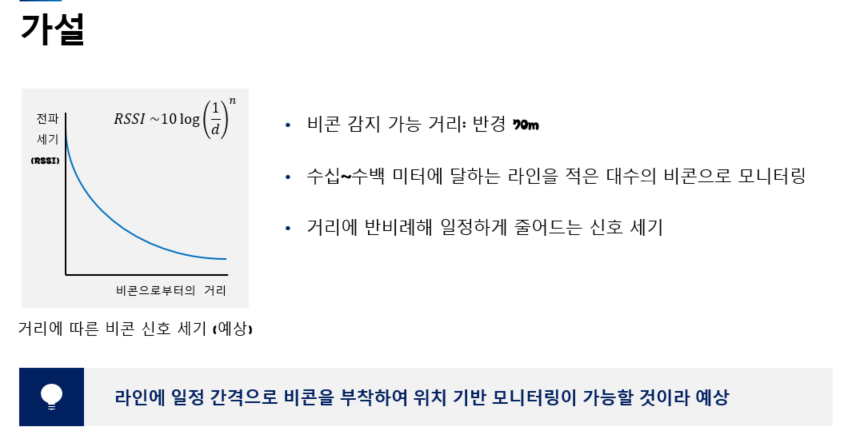 가설
전파
세기
(RSSI)
RSSI ~10 log(1/d)^n
비콘으로부터의 거리
거리에 따른 비콘 신호 세기 (예상)
• 비콘 감지 가능 거리: 반경 70m
• 수십~수백 미터에 달하는 라인을 적은 대수의 비콘으로 모니터링
• 거리에 반비례해 일정하게 줄어드는 신호 세기
라인에 일정 간격으로 비콘을 부착하여 위치 기반 모니터링이 가능할 것이라 예상